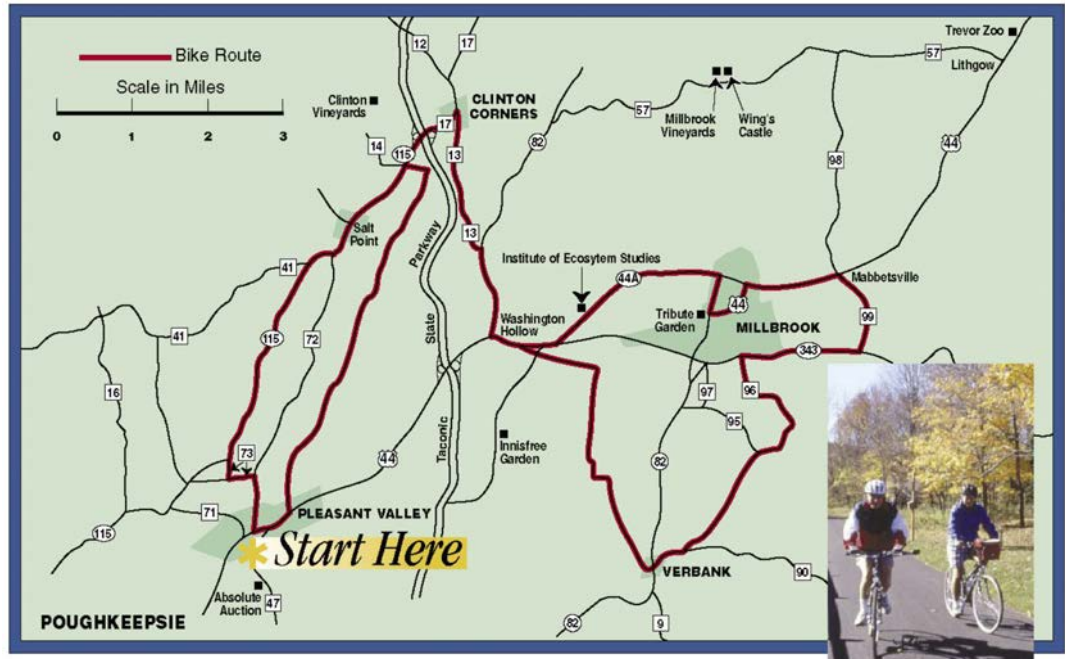 Bike Route
Scale in Miles
0 1 2 3
12
17
Trevor Zoo
57
Lithgow
Clinton
Vineyards
CLINTON
CORNERS
17
57
Millbrook
Vineyards
Wing's
Castle
14
115
13
82
98
44
Salt
Point
13
Parkway
Institute of Ecosytem Studies
41
44A
Mabbetsville
44
Tribute
Garden
MILLBROOK
99
Washington
Hollow
State
115
72
41
343
16
97
96
95
Taconic
Innisfree
Garden
73
44
82
71
PLEASANT VALLEY
115
* Start Here
VERBANK
90
Absolute
Auction
47
POUGHKEEPSIE
82
9